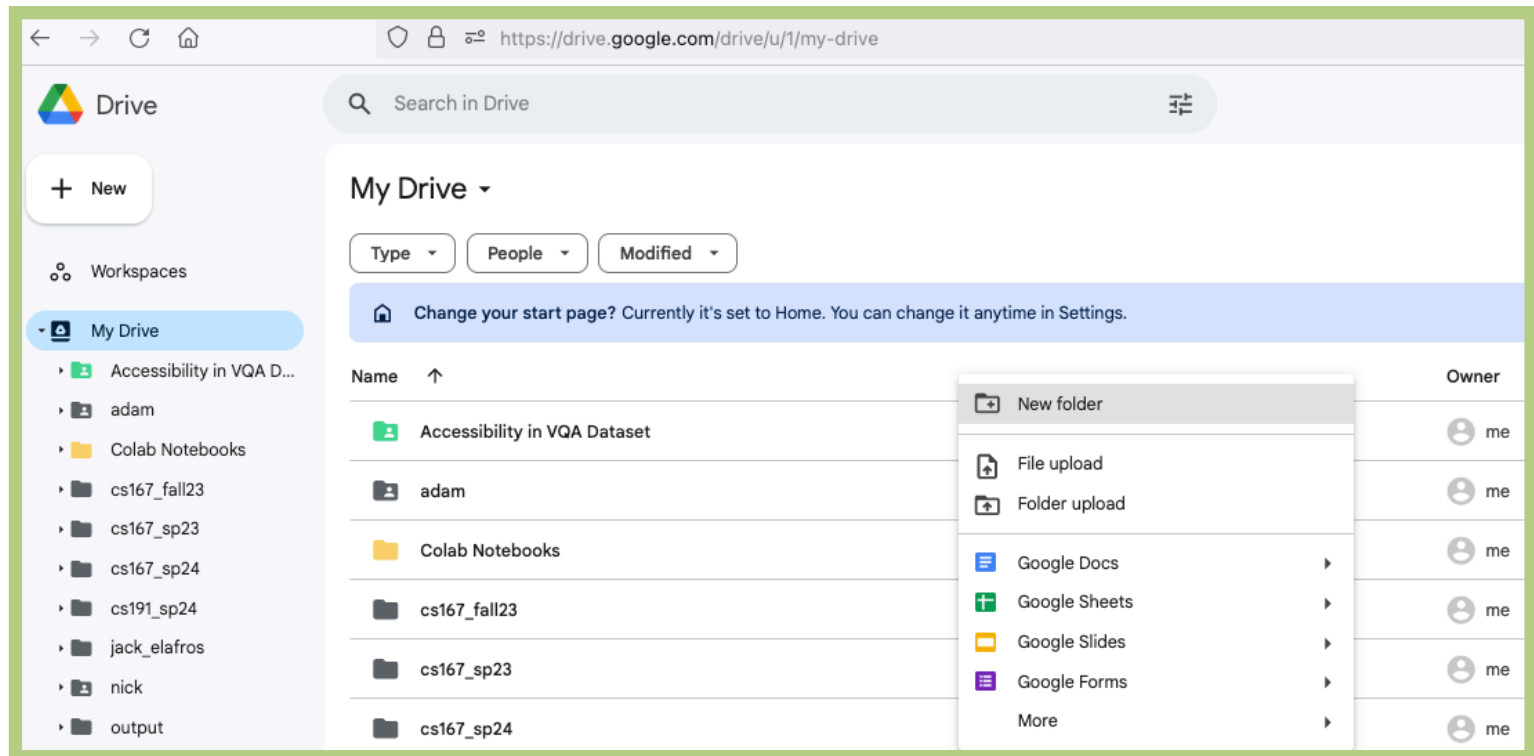 https://drive.google.com/drive/u/1/my-drive
Drive
Search in Drive
New
My Drive
Type
People
Modified
Workspaces
Change your start page? Currently it's set to Home. You can change it anytime in Settings.
My Drive
Accessibility in VQA D...
adam
Colab Notebooks
cs167_fall23
cs167_sp23
cs167_sp24
cs191_sp24
jack_elafros
nick
output
Name
Owner
Accessibility in VQA Dataset
me
adam
me
Colab Notebooks
me
cs167_fall23
me
cs167_sp23
me
cs167_sp24
me
New folder
File upload
Folder upload
Google Docs
Google Sheets
Google Slides
Google Forms
More